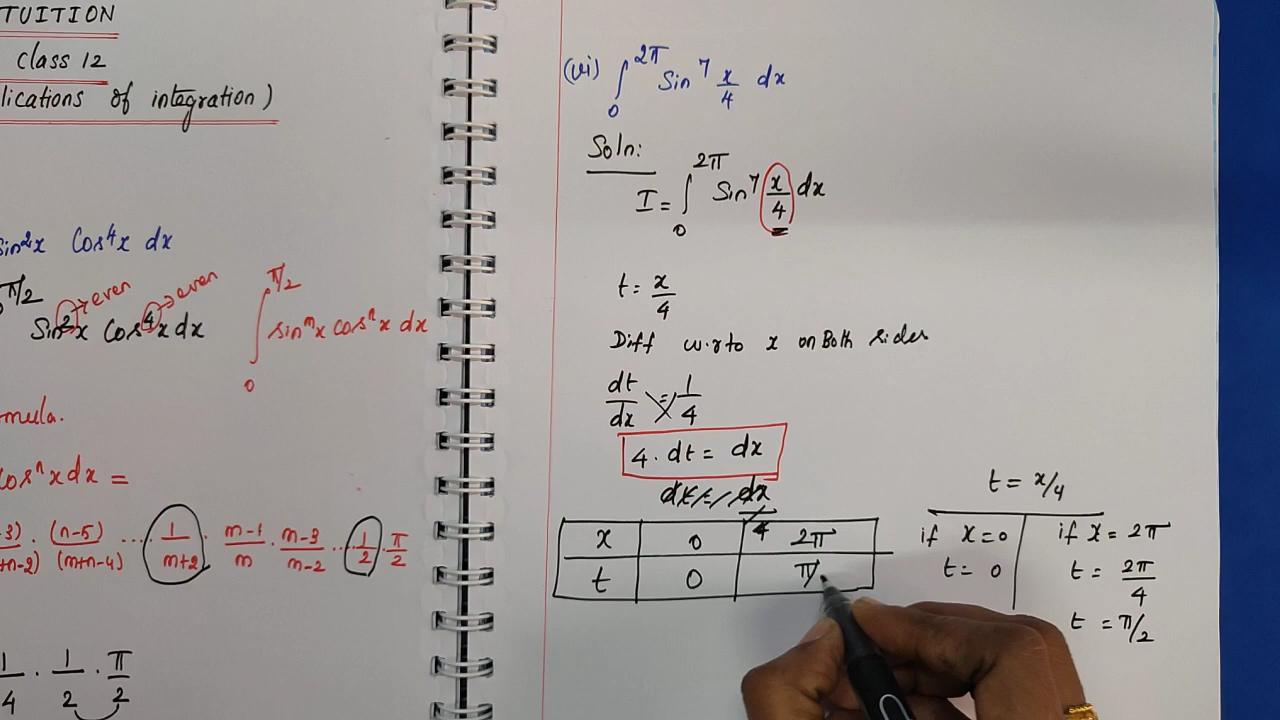 TUITION
Class 12
lications of integration)
sin²x Cos⁴x dx
π/2 →even →even
Sin²x Cos⁴x dx
∫₀^π/2 sinᵐx cosⁿx dx
mula.
cosⁿx dx =
-3)/(m+n-2) (n-5)/(m+n-4) ... 1/(m+2) · (m-1)/m · (m-3)/(m-2) ... 1/2 · π/2
1/4 · 1/2 · π/2
(vi) ∫₀^2π Sin⁷ x/4 dx
Soln:
I = ∫₀^2π Sin⁷ x/4 dx
t = x/4
Diff w.r to x on Both sides
dt/dx = 1/4
4 · dt = dx
x 0 2π
t 0 π/
t = x/4
if x = 0 if x = 2π
t = 0 t = 2π/4
t = π/2